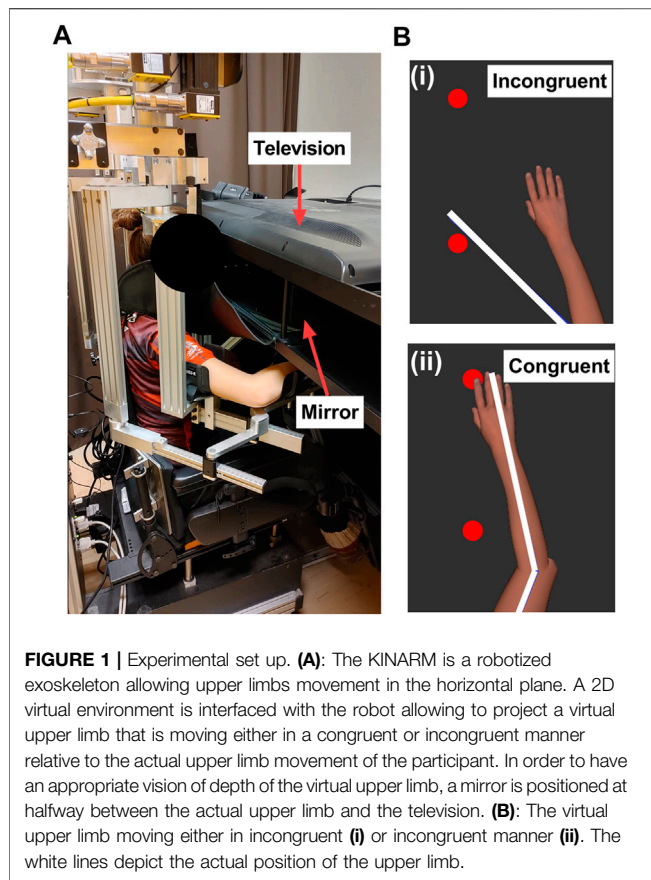 A
B
Television
Mirror
(i)
Incongruent
(ii)
Congruent
FIGURE 1 | Experimental set up. (A): The KINARM is a robotized
exoskeleton allowing upper limbs movement in the horizontal plane. A 2D
virtual environment is interfaced with the robot allowing to project a virtual
upper limb that is moving either in a congruent or incongruent manner
relative to the actual upper limb movement of the participant. In order to have
an appropriate vision of depth of the virtual upper limb, a mirror is positioned at
halfway between the actual upper limb and the television. (B): The virtual
upper limb moving either in incongruent (i) or incongruent manner (ii). The
white lines depict the actual position of the upper limb.